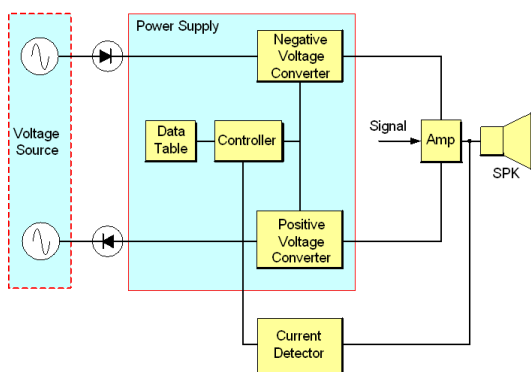 Power Supply
Negative
Voltage
Converter
Voltage
Source
Data
Table
Controller
Signal
Amp
SPK
Positive
Voltage
Converter
Current
Detector